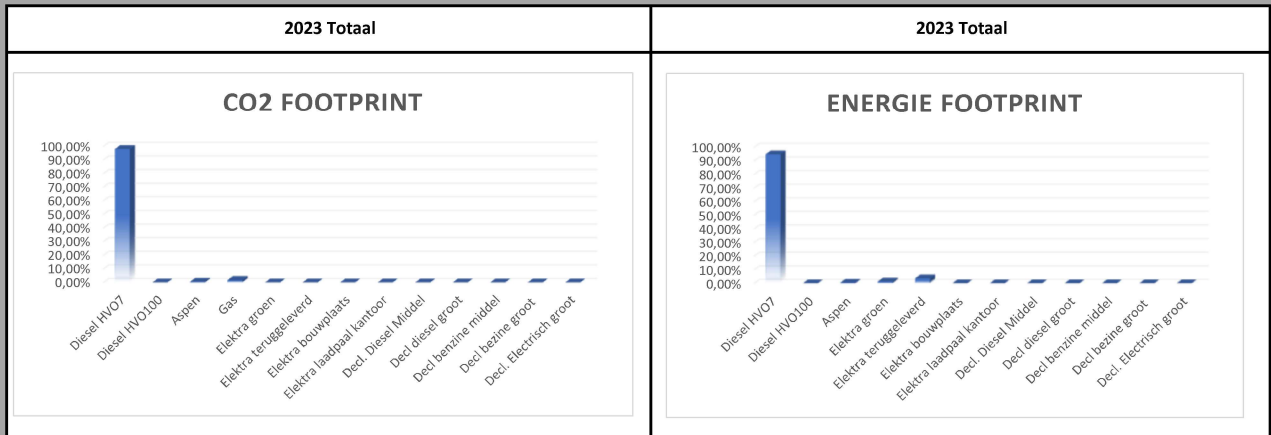 2023 Totaal
2023 Totaal
CO2 FOOTPRINT
100,00%
90,00%
80,00%
70,00%
60,00%
50,00%
40,00%
30,00%
20,00%
10,00%
0,00%
Diesel HVO7
Diesel HVO100
Aspen
Gas
Elektra groen
Elektra teruggeleverd
Elektra bouwplaats
Elektra laadpaal kantoor
Decl. Diesel Middel
Decl diesel groot
Decl benzine middel
Decl bezine groot
Decl. Electrisch groot
ENERGIE FOOTPRINT
100,00%
90,00%
80,00%
70,00%
60,00%
50,00%
40,00%
30,00%
20,00%
10,00%
0,00%
Diesel HVO7
Diesel HVO100
Aspen
Elektra groen
Elektra teruggeleverd
Elektra bouwplaats
Elektra laadpaal kantoor
Decl. Diesel Middel
Decl diesel groot
Decl benzine middel
Decl bezine groot
Decl. Electrisch groot